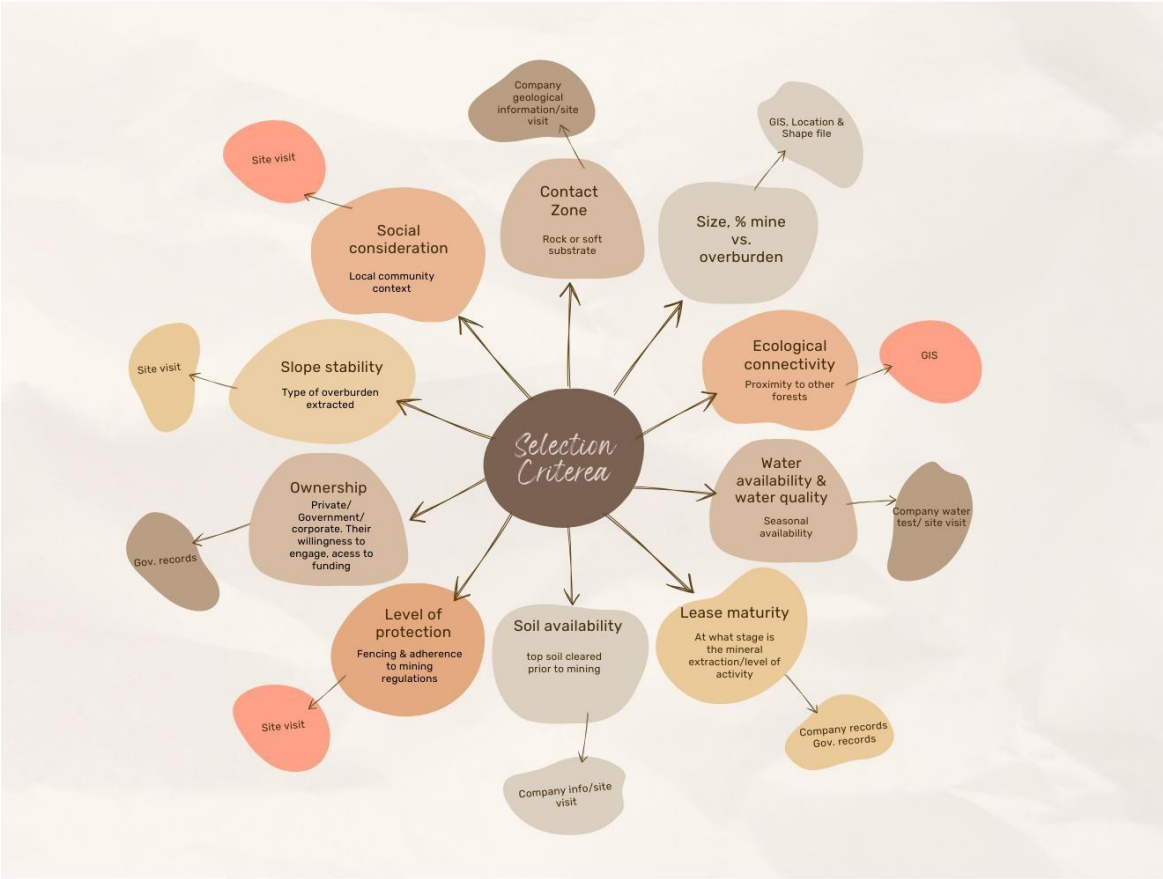 Selection
Criterea
Contact
Zone
Rock or soft
substrate
Company
geological
information/site
visit
Size, % mine
vs.
overburden
GIS, Location &
Shape file
Ecological
connectivity
Proximity to other
forests
GIS
Water
availability &
water quality
Seasonal
availability
Company water
test/ site visit
Lease maturity
At what stage is
the mineral
extraction/level of
activity
Company records
Gov. records
Soil availability
top soil cleared
prior to mining
Company info/site
visit
Level of
protection
Fencing & adherence
to mining
regulations
Site visit
Ownership
Private/
Government/
corporate. Their
willingness to
engage, acess to
funding
Gov. records
Slope stability
Type of overburden
extracted
Site visit
Social
consideration
Local community
context
Site visit